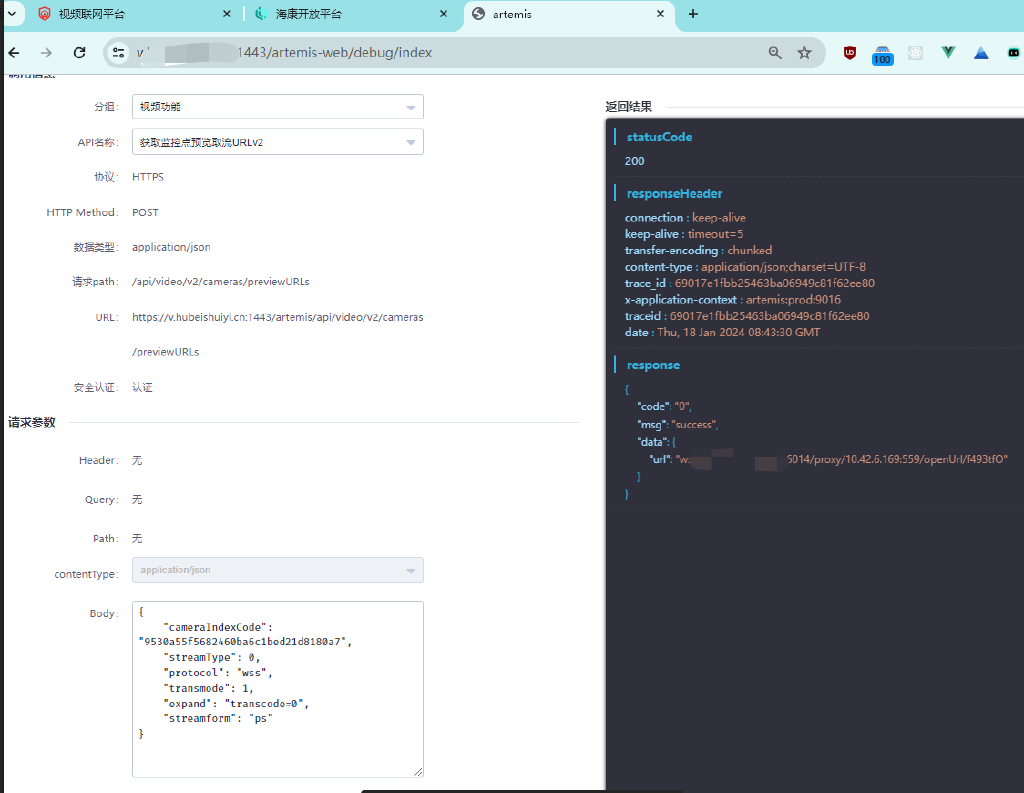 视频联网平台
海康开放平台
artemis
1443/artemis-web/debug/index
100
分组:
视频功能
API名称:
获取监控点预览取流URLv2
协议:
HTTPS
HTTP Method:
POST
数据类型:
application/json
请求path:
/api/video/v2/cameras/previewURLs
URL:
https://v.hubeishuiyi.cn:1443/artemis/api/video/v2/cameras
/previewURLs
安全认证:
认证
请求参数
Header:
无
Query:
无
Path:
无
contentType:
application/json
Body:
{
"cameraIndexCode":
"9530a55f5682460ba6c1bed21d8180a7",
"streamType": 0,
"protocol": "wss",
"transmode": 1,
"expand": "transcode=0",
"streamform": "ps"
}
返回结果
statusCode
200
responseHeader
connection : keep-alive
keep-alive : timeout=5
transfer-encoding : chunked
content-type : application/json;charset=UTF-8
trace_id : 69017e1fbb25463ba06949c81f62ee80
x-application-context : artemis:prod:9016
traceid : 69017e1fbb25463ba06949c81f62ee80
date : Thu, 18 Jan 2024 08:43:30 GMT
response
{
"code": "0",
"msg": "success",
"data": {
"url": "w 6014/proxy/10.42.6.169:559/openUrl/f493tfO"
}
}